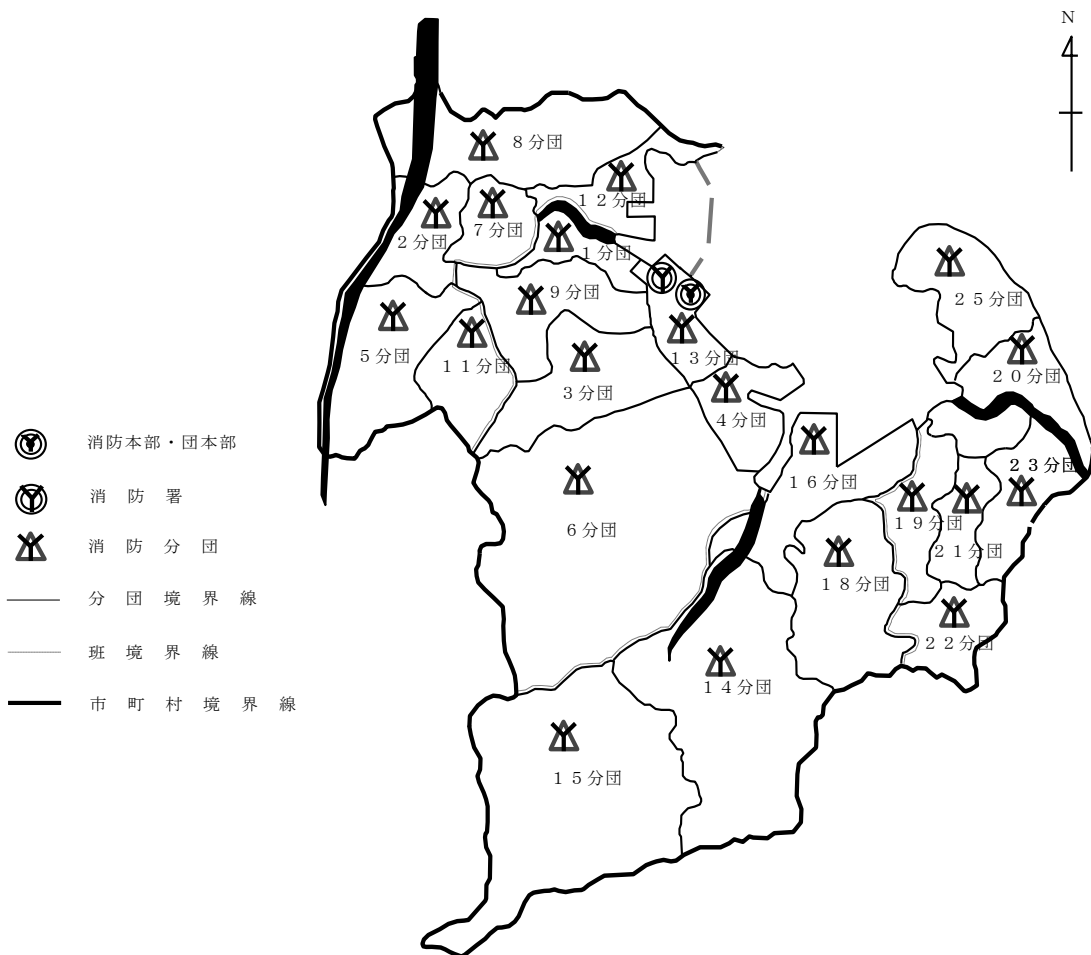 N
8分団
12分団
7分団
2分団
1分団
9分団
25分団
5分団
11分団
13分団
20分団
3分団
4分団
消防本部・団本部
16分団
23分団
消防署
6分団
19分団
21分団
消防分団
18分団
分団境界線
22分団
班境界線
14分団
市町村境界線
15分団